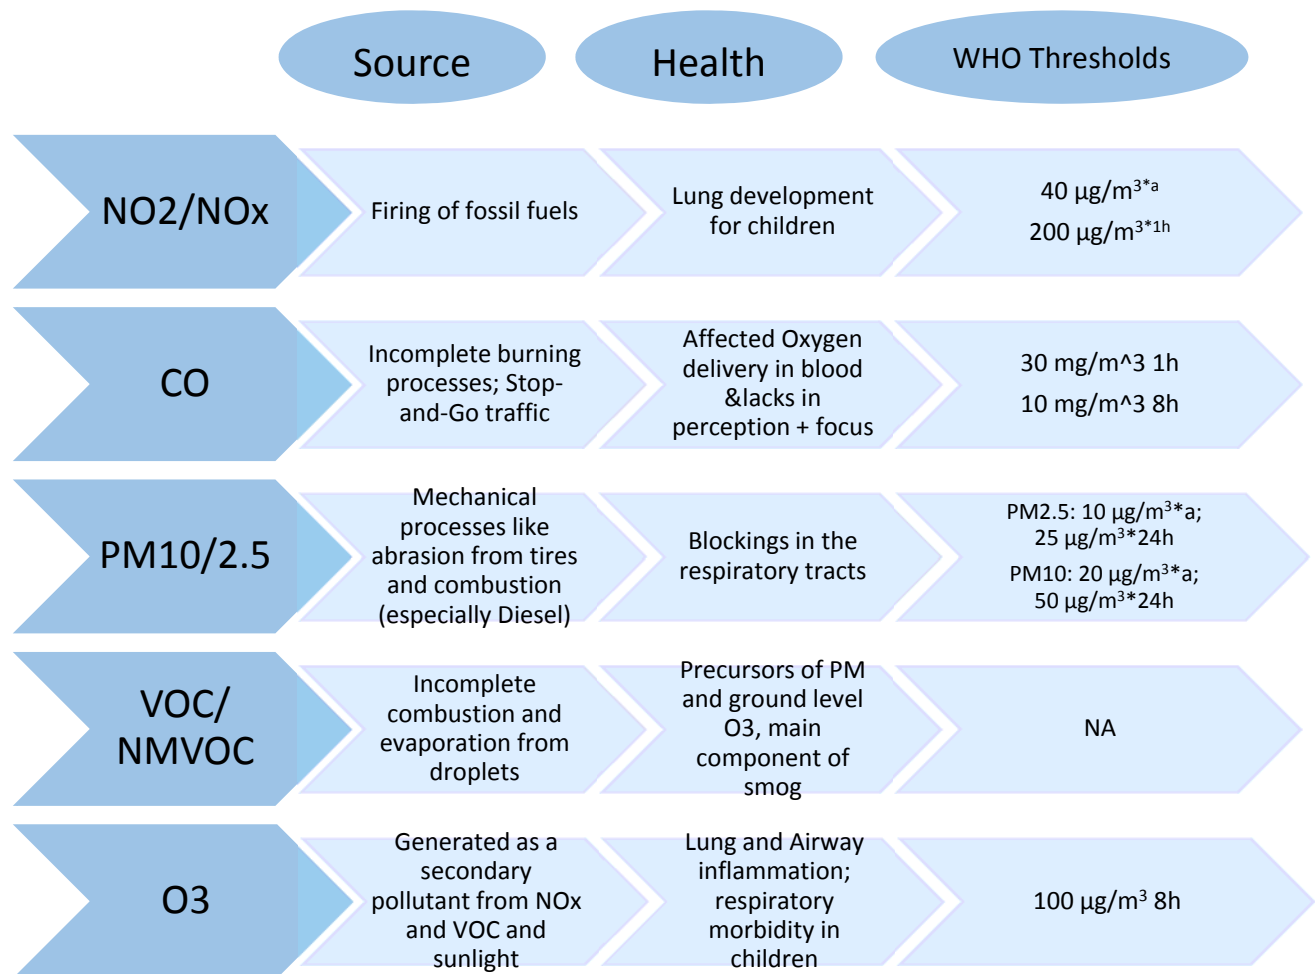 Source
Health
WHO Thresholds
NO2/NOx
Firing of fossil fuels
Lung development
for children
40 µg/m³*ᵃ
200 µg/m³*¹ʰ
CO
Incomplete burning
processes; Stop-
and-Go traffic
Affected Oxygen
delivery in blood
&lacks in
perception + focus
30 mg/m^3 1h
10 mg/m^3 8h
PM10/2.5
Mechanical
processes like
abrasion from tires
and combustion
(especially Diesel)
Blockings in the
respiratory tracts
PM2.5: 10 µg/m³*a;
25 µg/m³*24h
PM10: 20 µg/m³*a;
50 µg/m³*24h
VOC/
NMVOC
Incomplete
combustion and
evaporation from
droplets
Precursors of PM
and ground level
O3, main
component of
smog
NA
O3
Generated as a
secondary
pollutant from NOx
and VOC and
sunlight
Lung and Airway
inflammation;
respiratory
morbidity in
children
100 µg/m³ 8h